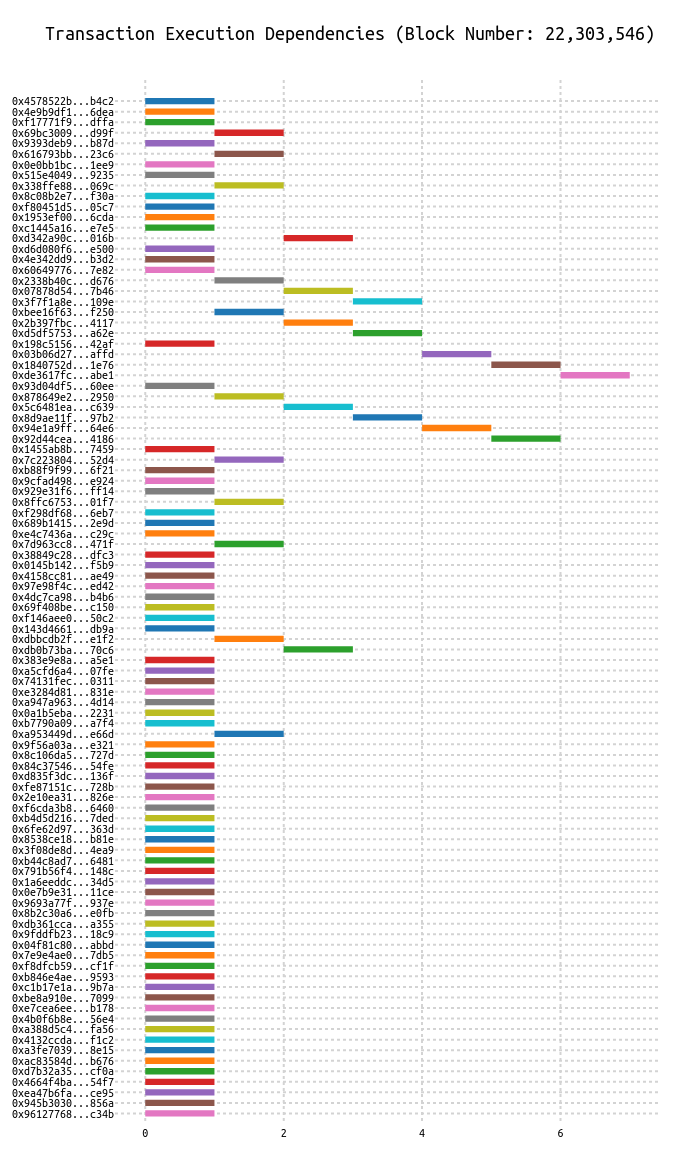 Transaction Execution Dependencies (Block Number: 22,303,546)
0x4578522b...b4c2
0x4e9b9df1...6dea
0xf17771f9...dffa
0x69bc3009...d99f
0x9393deb9...b87d
0x616793bb...23c6
0x0e0bb1bc...1ee9
0x515e4049...9235
0x338ffe88...069c
0x8c08b2e7...f30a
0xf80451d5...05c7
0x1953ef00...6cda
0xc1445a16...e7e5
0xd342a90c...016b
0xd6d080f6...e500
0x4e342dd9...b3d2
0x60649776...7e82
0x2338b40c...d676
0x07878d54...7b46
0x3f7f1a8e...109e
0xbee16f63...f250
0x2b397fbc...4117
0xd5df5753...a62e
0x198c5156...42af
0x03b06d27...affd
0x1840752d...1e76
0xde3617fc...abe1
0x93d04df5...60ee
0x878649e2...2950
0x5c6481ea...c639
0x8d9ae11f...97b2
0x94e1a9ff...64e6
0x92d44cea...4186
0x1455ab8b...7459
0x7c223804...52d4
0xb88f9f99...6f21
0x9cfad498...e924
0x929e31f6...ff14
0x8ffc6753...01f7
0xf298df68...6eb7
0x689b1415...2e9d
0xe4c7436a...c29c
0x7d963cc8...471f
0x38849c28...dfc3
0x0145b142...f5b9
0x4158cc81...ae49
0x97e98f4c...ed42
0x4dc7ca98...b4b6
0x69f408be...c150
0xf146aee0...50c2
0x143d4661...db9a
0xdbbcdb2f...e1f2
0xdb0b73ba...70c6
0x383e9e8a...a5e1
0xa5cfd6a4...07fe
0x74131fec...0311
0xe3284d81...831e
0xa947a963...4d14
0x0a1b5eba...2231
0xb7790a09...a7f4
0xa953449d...e66d
0x9f56a03a...e321
0x8c106da5...727d
0x84c37546...54fe
0xd835f3dc...136f
0xfe87151c...728b
0x2e10ea31...826e
0xf6cda3b8...6460
0xb4d5d216...7ded
0x6fe62d97...363d
0x8538ce18...b81e
0x3f08de8d...4ea9
0xb44c8ad7...6481
0x791b56f4...148c
0x1a6eeddc...34d5
0x0e7b9e31...11ce
0x9693a77f...937e
0x8b2c30a6...e0fb
0xdb361cca...a355
0x9fddfb23...18c9
0x04f81c80...abbd
0x7e9e4ae0...7db5
0xf8dfcb59...cf1f
0xb846e4ae...9593
0xc1b17e1a...9b7a
0xbe8a910e...7099
0xe7cea6ee...b178
0x4b0f6b8e...56e4
0xa388d5c4...fa56
0x4132ccda...f1c2
0xa3fe7039...8e15
0xac83584d...b676
0xd7b32a35...cf0a
0x4664f4ba...54f7
0xea47b6fa...ce95
0x945b3030...856a
0x96127768...c34b
0 2 4 6